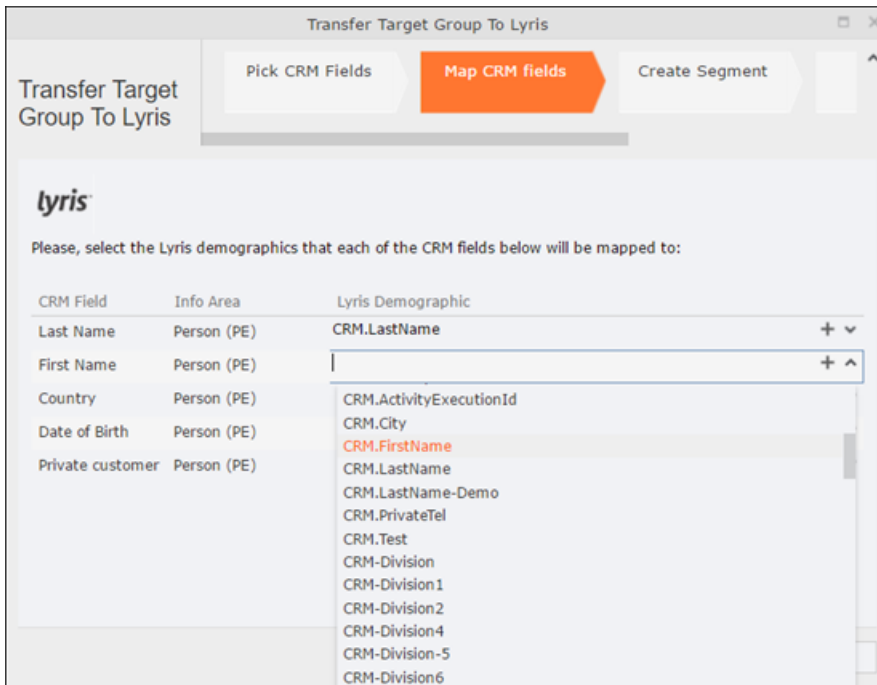 Transfer Target Group To Lyris
Transfer Target
Group To Lyris
Pick CRM Fields
Map CRM fields
Create Segment
lyris
Please, select the Lyris demographics that each of the CRM fields below will be mapped to:
CRM Field Info Area Lyris Demographic
Last Name Person (PE) CRM.LastName
First Name Person (PE)
Country Person (PE)
Date of Birth Person (PE)
Private customer Person (PE)
CRM.ActivityExecutionId
CRM.City
CRM.FirstName
CRM.LastName
CRM.LastName-Demo
CRM.PrivateTel
CRM.Test
CRM-Division
CRM-Division1
CRM-Division2
CRM-Division4
CRM-Division-5
CRM-Division6